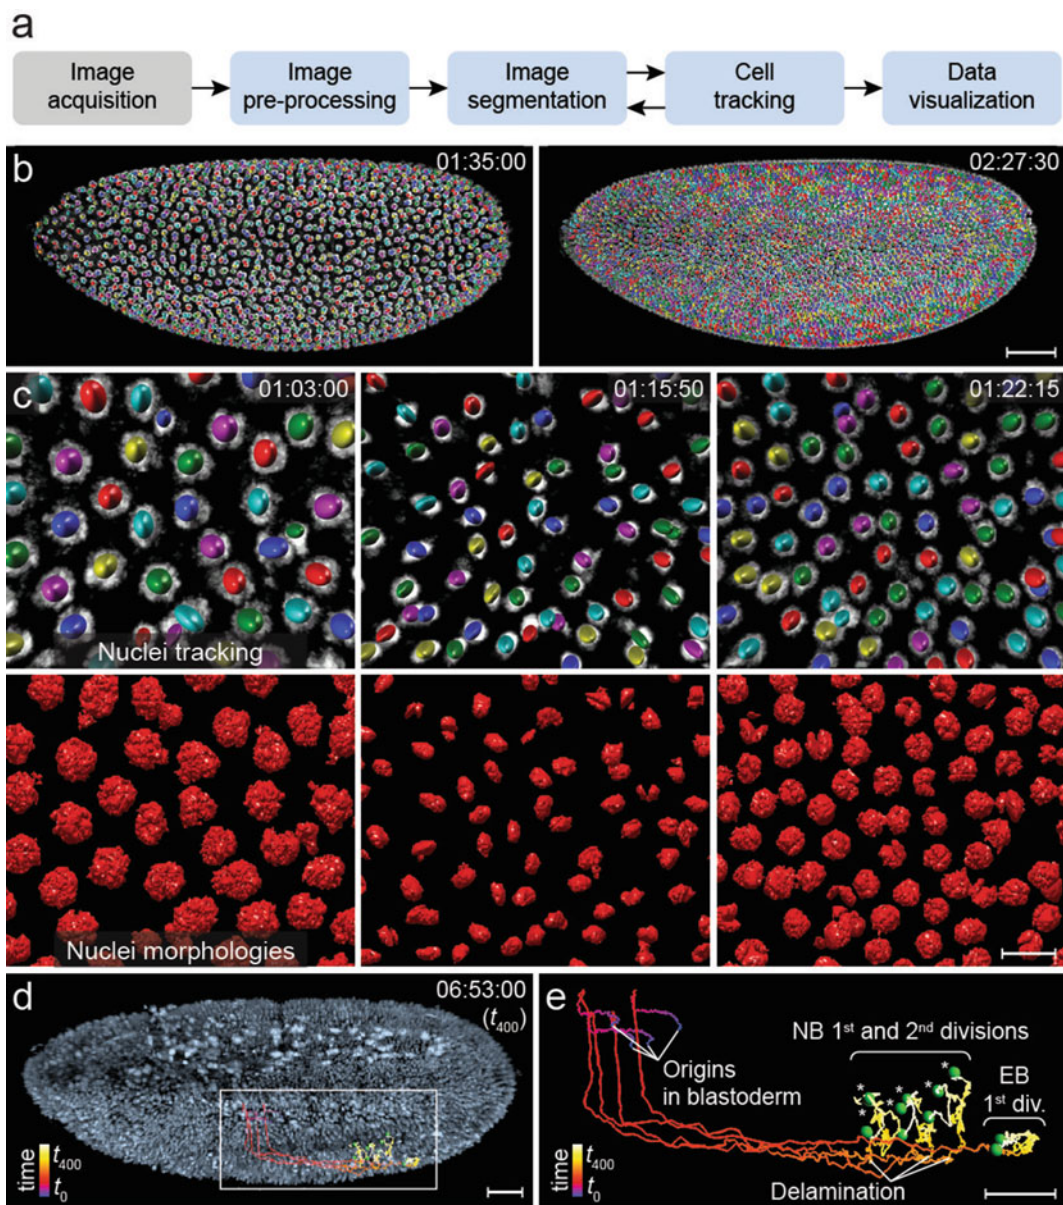 a
Image
acquisition
Image
pre-processing
Image
segmentation
Cell
tracking
Data
visualization
b
01:35:00
02:27:30
c
01:03:00
01:15:50
01:22:15
Nuclei tracking
Nuclei morphologies
d
06:53:00
(t400)
time
t400
t0
e
NB 1st and 2nd divisions
Origins
in blastoderm
EB
1st div.
* * * * * *
time
t400
t0
Delamination